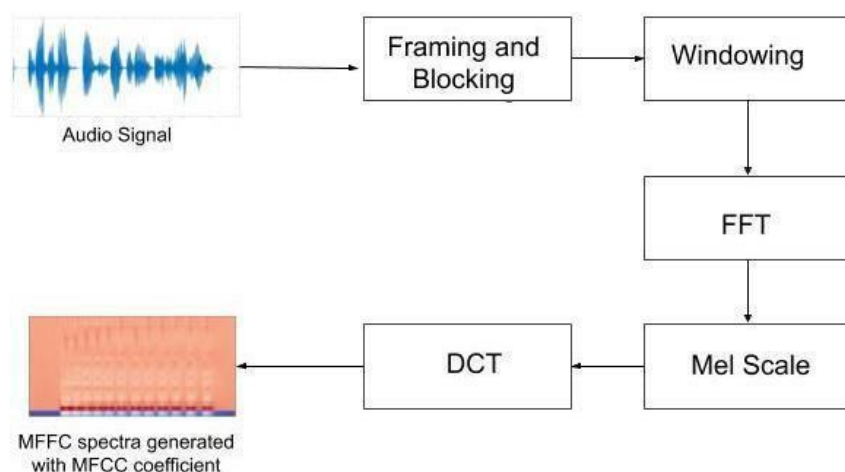 Framing and
Blocking
Windowing
Audio Signal
FFT
DCT
Mel Scale
MFFC spectra generated
with MFCC coefficient